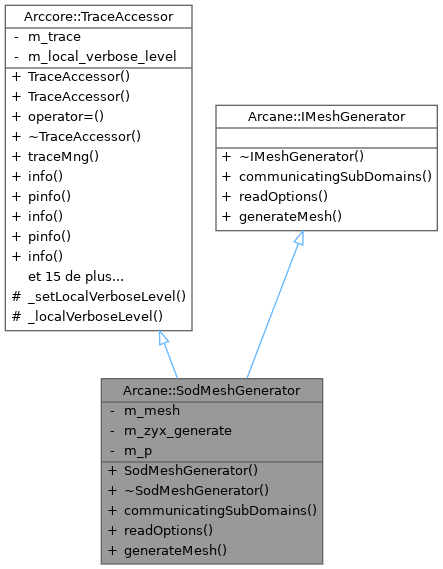 Arccore::TraceAccessor
- m_trace
- m_local_verbose_level
+ TraceAccessor()
+ TraceAccessor()
+ operator=()
+ ~TraceAccessor()
+ traceMng()
+ info()
+ pinfo()
+ info()
+ pinfo()
+ info()
et 15 de plus...
# _setLocalVerboseLevel()
# _localVerboseLevel()
Arcane::IMeshGenerator
+ ~IMeshGenerator()
+ communicatingSubDomains()
+ readOptions()
+ generateMesh()
Arcane::SodMeshGenerator
- m_mesh
- m_zyx_generate
- m_p
+ SodMeshGenerator()
+ ~SodMeshGenerator()
+ communicatingSubDomains()
+ readOptions()
+ generateMesh()